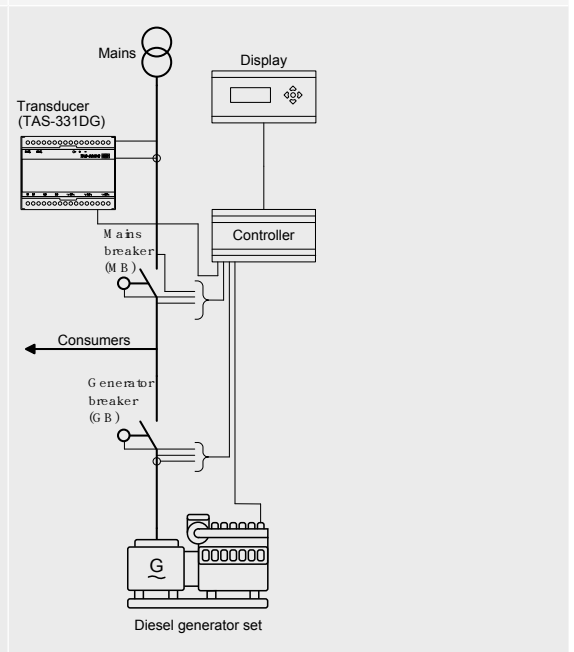 Mains
Display
Transducer
(TAS-331DG)
Controller
Mains
breaker
(MB)
Consumers
Generator
breaker
(GB)
G
Diesel generator set